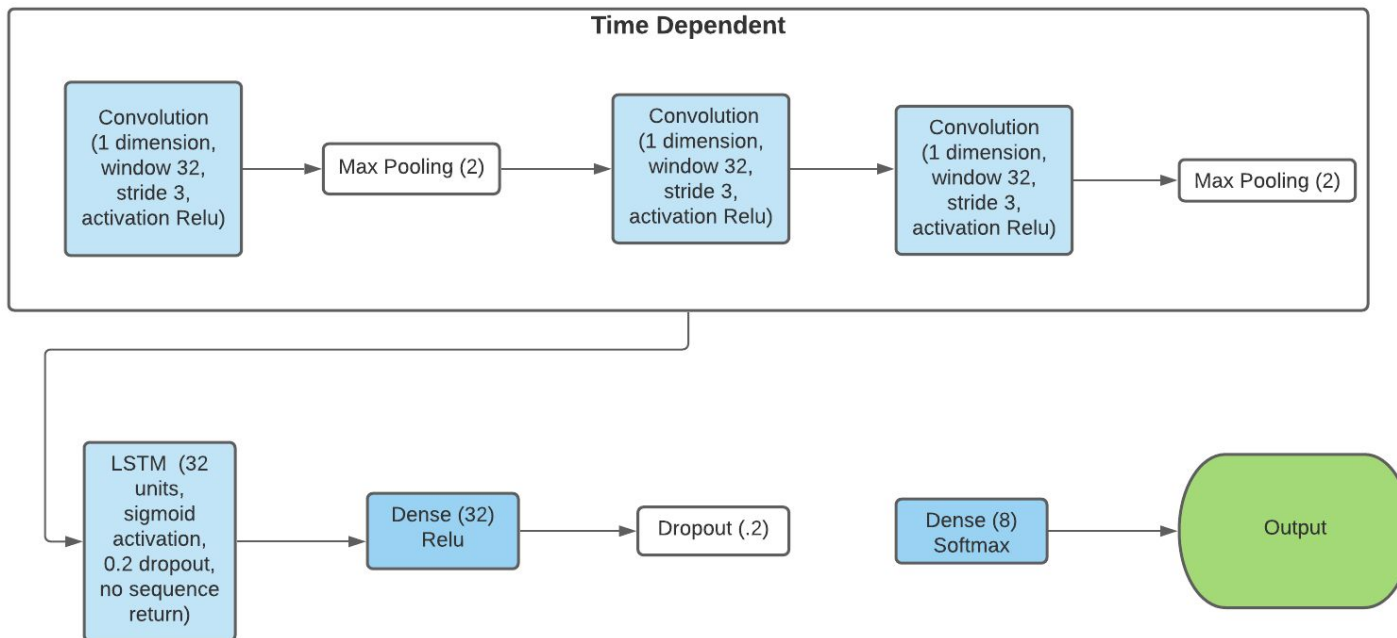 Time Dependent
Convolution
(1 dimension,
window 32,
stride 3,
activation Relu)
Max Pooling (2)
Convolution
(1 dimension,
window 32,
stride 3,
activation Relu)
Convolution
(1 dimension,
window 32,
stride 3,
activation Relu)
Max Pooling (2)
LSTM (32
units,
sigmoid
activation,
0.2 dropout,
no sequence
return)
Dense (32)
Relu
Dropout (.2)
Dense (8)
Softmax
Output